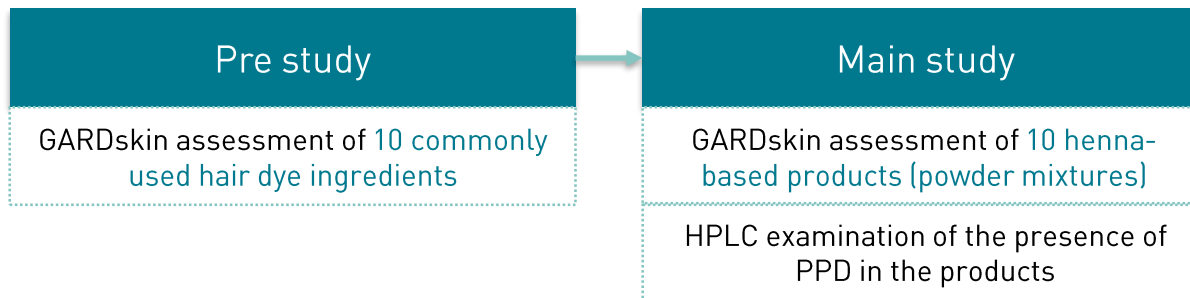 Pre study
GARDskin assessment of 10 commonly
used hair dye ingredients
Main study
GARDskin assessment of 10 henna-
based products (powder mixtures)
HPLC examination of the presence of
PPD in the products